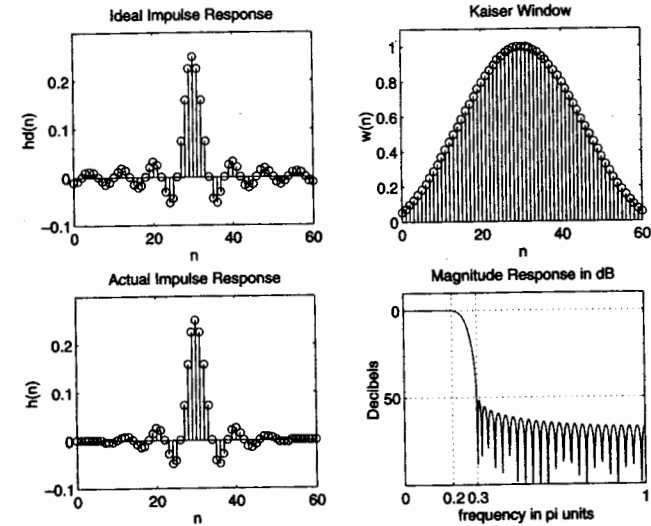 Ideal Impulse Response
hd(n)
0.2
0.1
0
−0.1
0
20
40
60
n
Kaiser Window
w(n)
1
0.8
0.6
0.4
0.2
0
0
20
40
60
n
Actual Impulse Response
h(n)
0.2
0.1
0
−0.1
0
20
40
60
n
Magnitude Response in dB
Decibels
0
50
0
0.2
0.3
1
frequency in pi units